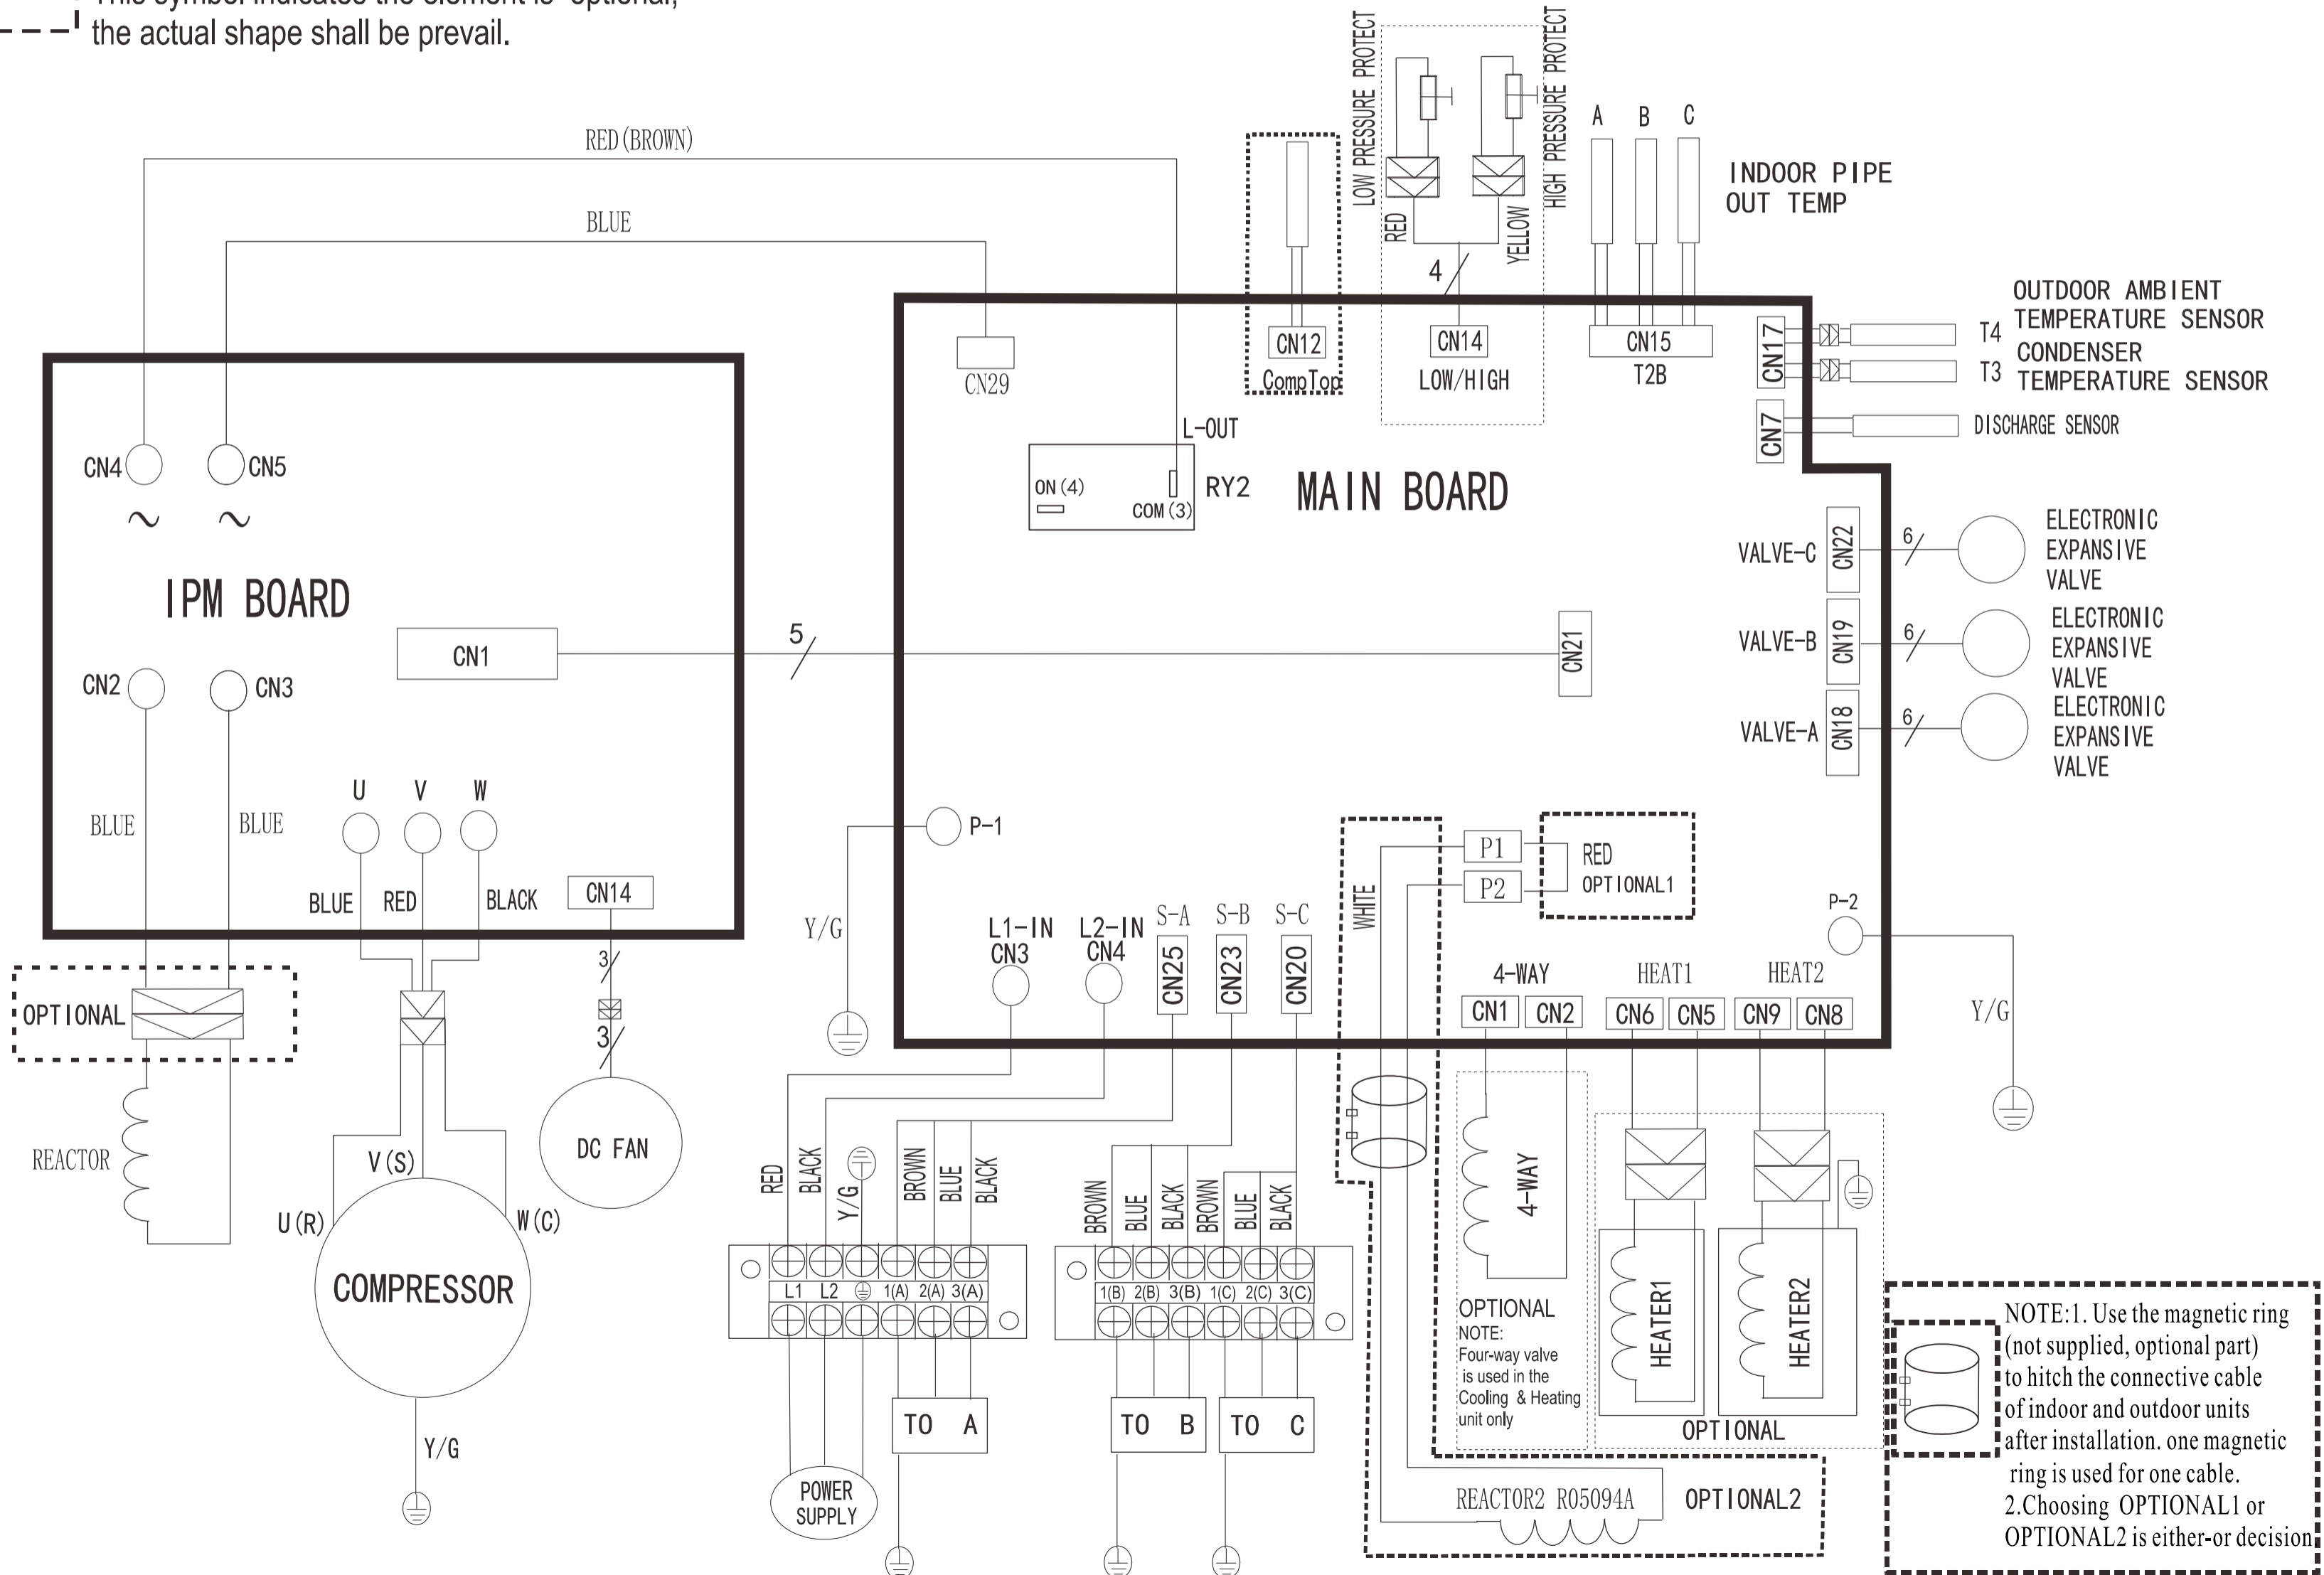 This symbol indicates the element is optional,
the actual shape shall be prevail.
RED(BROWN)
BLUE
LOW PRESSURE PROTECT
HIGH PRESSURE PROTECT
RED
YELLOW
4
A
B
C
INDOOR PIPE
OUT TEMP
CN12
CompTop
CN14
LOW/HIGH
CN15
T2B
CN17
T4
OUTDOOR AMBIENT
TEMPERATURE SENSOR
T3
CONDENSER
TEMPERATURE SENSOR
CN7
DISCHARGE SENSOR
CN29
L-OUT
ON(4)
COM(3)
RY2
MAIN BOARD
CN4
CN5
~
~
IPM BOARD
CN1
5
CN21
CN2
CN3
VALVE-C
CN22
6
ELECTRONIC
EXPANSIVE
VALVE
VALVE-B
CN19
6
ELECTRONIC
EXPANSIVE
VALVE
VALVE-A
CN18
6
ELECTRONIC
EXPANSIVE
VALVE
BLUE
BLUE
U
V
W
BLUE
RED
BLACK
CN14
3
3
OPTIONAL
REACTOR
DC FAN
U(R)
V(S)
W(C)
COMPRESSOR
Y/G
P-1
Y/G
L1-IN
CN3
L2-IN
CN4
S-A
CN25
S-B
CN23
S-C
CN20
WHITE
P1
P2
RED
OPTIONAL1
P-2
Y/G
4-WAY
CN1
CN2
HEAT1
CN6
CN5
HEAT2
CN9
CN8
RED
BLACK
Y/G
BROWN
BLUE
BLACK
BROWN
BLUE
BLACK
BROWN
BLUE
BLACK
L1
L2
1(A)
2(A)
3(A)
1(B)
2(B)
3(B)
1(C)
2(C)
3(C)
POWER
SUPPLY
TO A
TO B
TO C
4-WAY
OPTIONAL
NOTE:
Four-way valve
is used in the
Cooling & Heating
unit only
HEATER1
HEATER2
OPTIONAL
REACTOR2 R05094A
OPTIONAL2
NOTE:1. Use the magnetic ring
(not supplied, optional part)
to hitch the connective cable
of indoor and outdoor units
after installation. one magnetic
ring is used for one cable.
2.Choosing OPTIONAL1 or
OPTIONAL2 is either-or decision